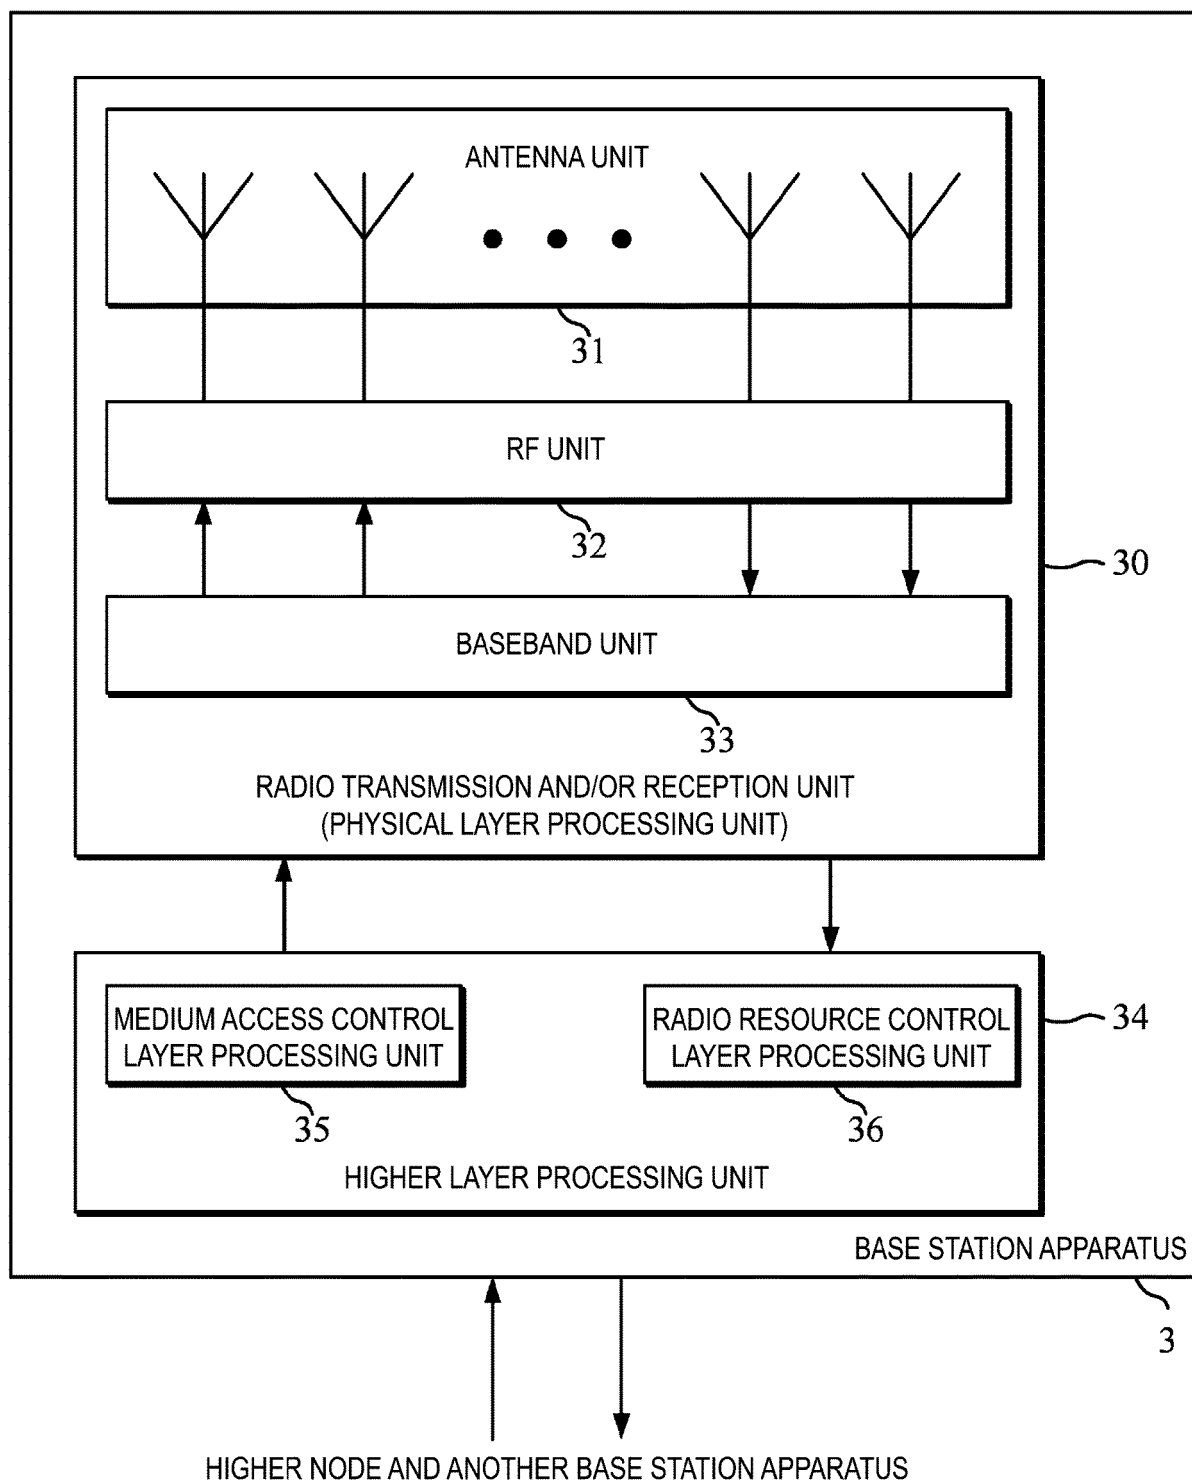 ANTENNA UNIT
31
RF UNIT
32
30
BASEBAND UNIT
33
RADIO TRANSMISSION AND/OR RECEPTION UNIT
(PHYSICAL LAYER PROCESSING UNIT)
MEDIUM ACCESS CONTROL
LAYER PROCESSING UNIT
35
RADIO RESOURCE CONTROL
LAYER PROCESSING UNIT
36
34
HIGHER LAYER PROCESSING UNIT
BASE STATION APPARATUS
3
HIGHER NODE AND ANOTHER BASE STATION APPARATUS